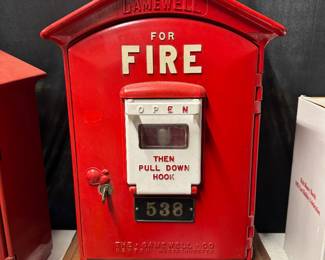 GAMEWELL
FOR
FIRE
OPEN
THEN
PULL DOWN
HOOK
538
THE GAMEWELL CO